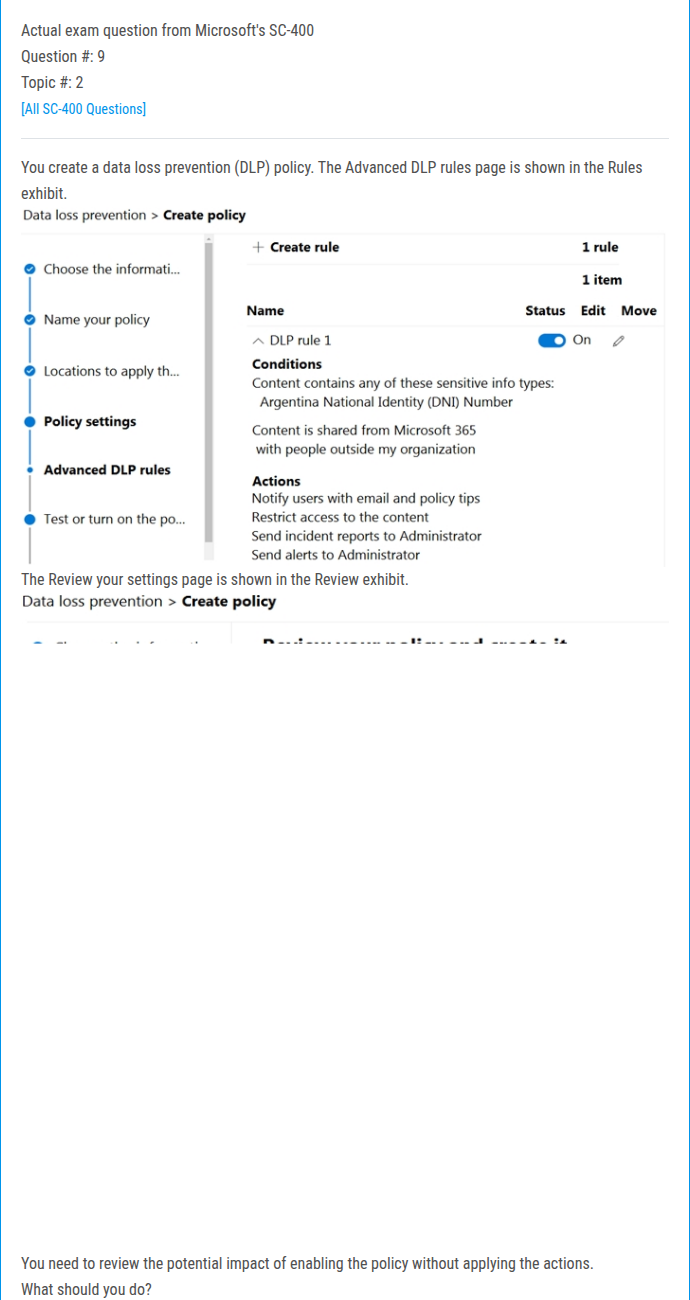 Actual exam question from Microsoft's SC-400
Question #: 9
Topic #: 2
[All SC-400 Questions]
You create a data loss prevention (DLP) policy. The Advanced DLP rules page is shown in the Rules
exhibit.
Data loss prevention > Create policy
Choose the informati...
Name your policy
Locations to apply th...
Policy settings
Advanced DLP rules
Test or turn on the po...
+ Create rule 1 rule
1 item
Name Status Edit Move
DLP rule 1 On
Conditions
Content contains any of these sensitive info types:
Argentina National Identity (DNI) Number
Content is shared from Microsoft 365
with people outside my organization
Actions
Notify users with email and policy tips
Restrict access to the content
Send incident reports to Administrator
Send alerts to Administrator
The Review your settings page is shown in the Review exhibit.
Data loss prevention > Create policy
Review your policy and create it
You need to review the potential impact of enabling the policy without applying the actions.
What should you do?